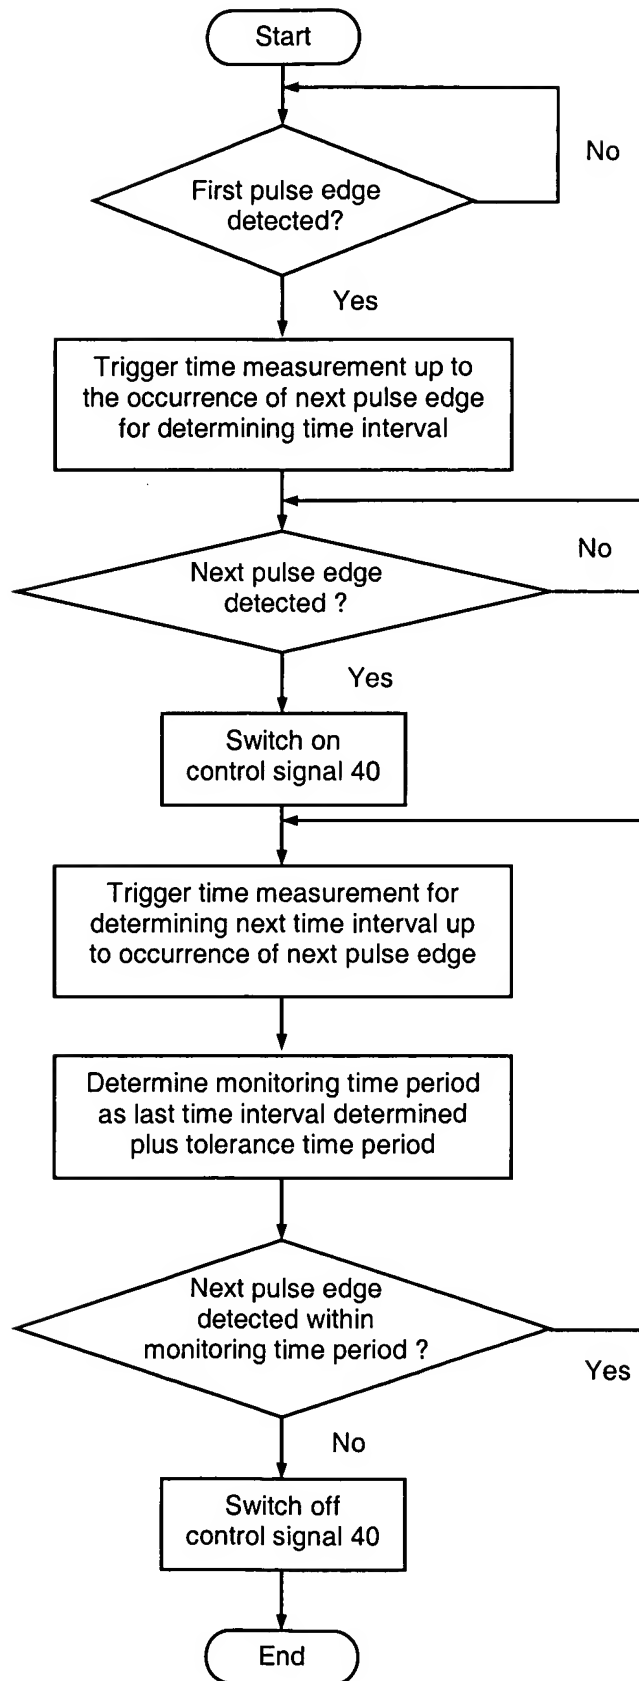 Start
No
First pulse edge
detected?
Yes
Trigger time measurement up to
the occurrence of next pulse edge
for determining time interval
No
Next pulse edge
detected ?
Yes
Switch on
control signal 40
Trigger time measurement for
determining next time interval up
to occurrence of next pulse edge
Determine monitoring time period
as last time interval determined
plus tolerance time period
Next pulse edge
detected within
monitoring time period ?
Yes
No
Switch off
control signal 40
End